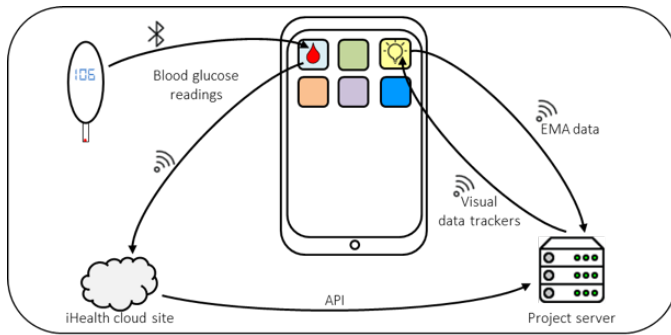 106
Blood glucose
readings
EMA data
Visual
data trackers
iHealth cloud site
API
Project server